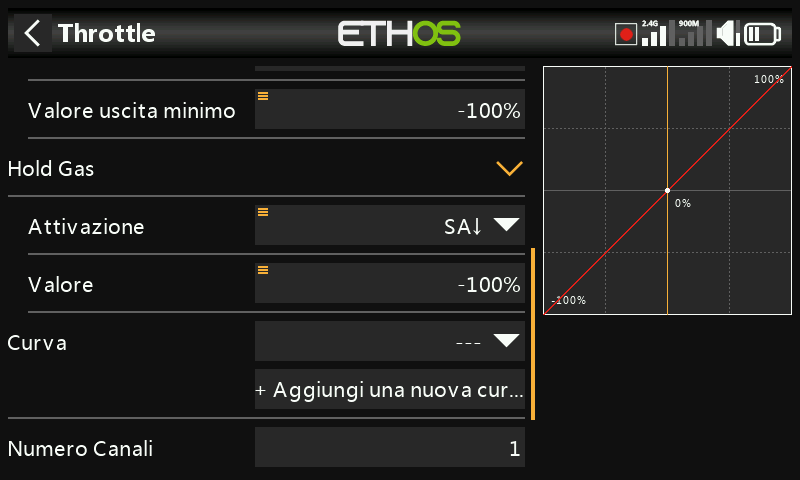 Throttle
ETHOS
2.4G
900M
Valore uscita minimo
-100%
Hold Gas
Attivazione
SA↓
Valore
-100%
Curva
---
+ Aggiungi una nuova cur...
Numero Canali
1
100%
0%
-100%